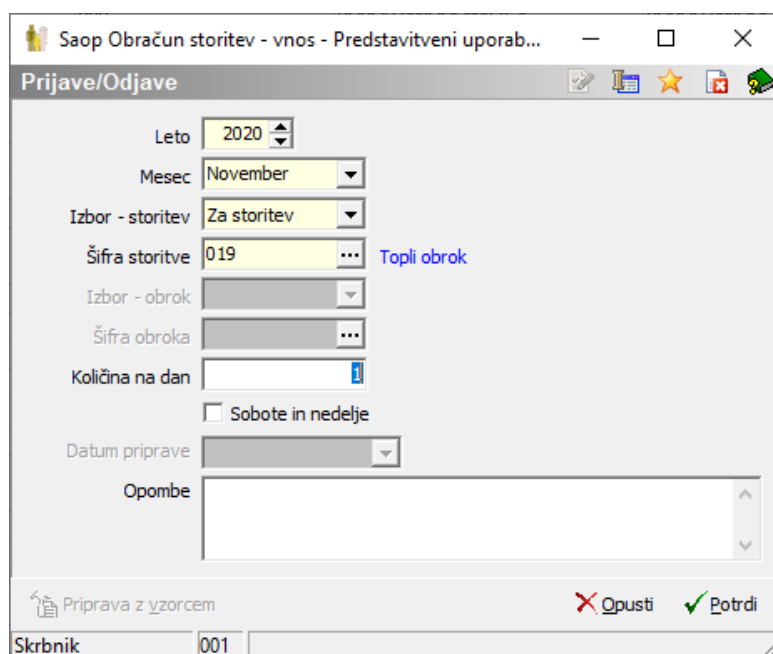 Saop Obračun storitev - vnos - Predstavitveni uporab...
Prijave/Odjave
Leto 2020
Mesec November
Izbor - storitev Za storitev
Šifra storitve 019 ... Topli obrok
Izbor - obrok
Šifra obroka ...
Količina na dan 1
Sobote in nedelje
Datum priprave
Opombe
Priprava z vzorcem Opusti Potrdi
Skrbnik 001